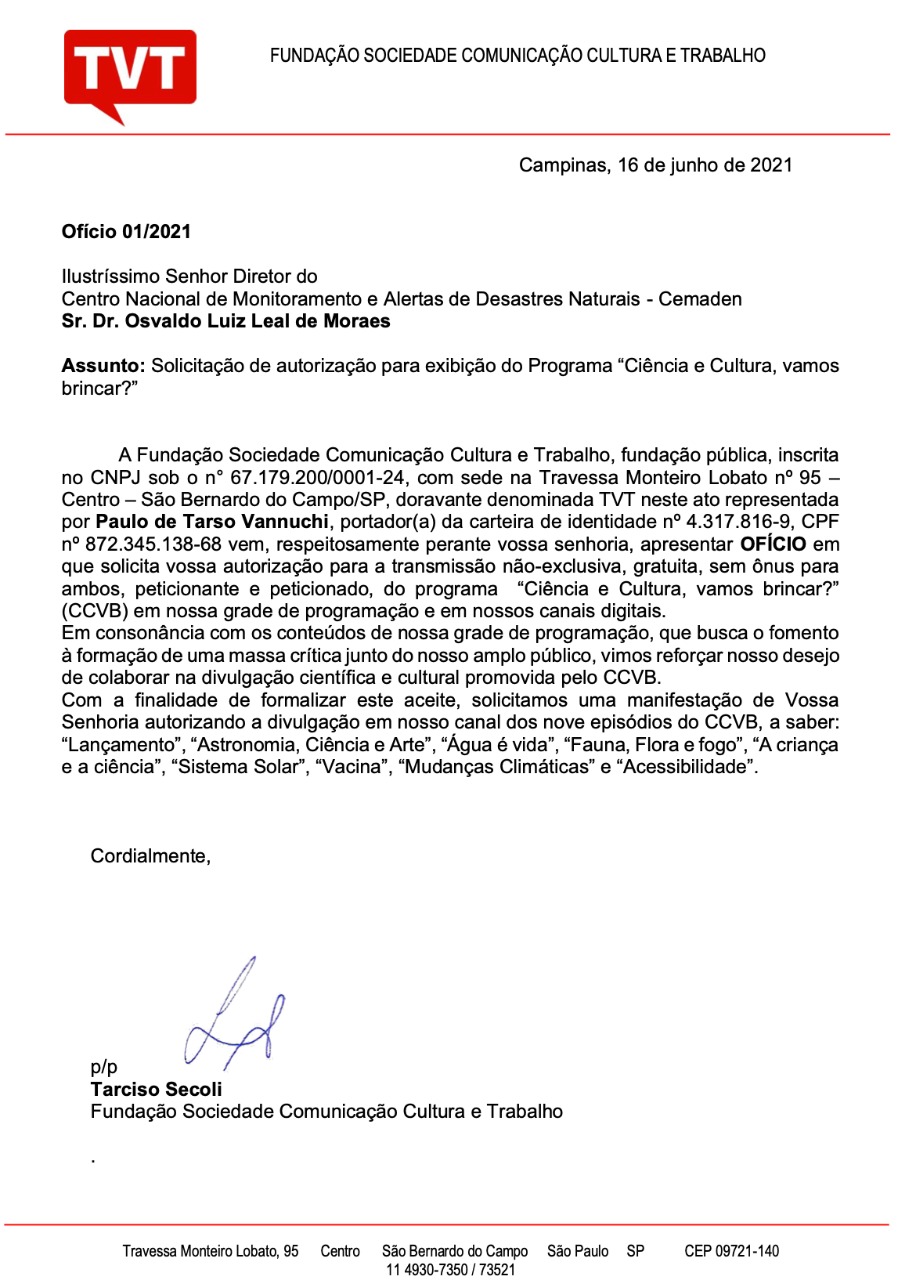 TVT
FUNDAÇÃO SOCIEDADE COMUNICAÇÃO CULTURA E TRABALHO
Campinas, 16 de junho de 2021
Ofício 01/2021
Ilustríssimo Senhor Diretor do
Centro Nacional de Monitoramento e Alertas de Desastres Naturais - Cemaden
Sr. Dr. Osvaldo Luiz Leal de Moraes
Assunto: Solicitação de autorização para exibição do Programa “Ciência e Cultura, vamos
brincar?”
A Fundação Sociedade Comunicação Cultura e Trabalho, fundação pública, inscrita
no CNPJ sob o n° 67.179.200/0001-24, com sede na Travessa Monteiro Lobato nº 95 –
Centro – São Bernardo do Campo/SP, doravante denominada TVT neste ato representada
por Paulo de Tarso Vannuchi, portador(a) da carteira de identidade nº 4.317.816-9, CPF
nº 872.345.138-68 vem, respeitosamente perante vossa senhoria, apresentar OFÍCIO em
que solicita vossa autorização para a transmissão não-exclusiva, gratuita, sem ônus para
ambos, peticionante e peticionado, do programa “Ciência e Cultura, vamos brincar?”
(CCVB) em nossa grade de programação e em nossos canais digitais.
Em consonância com os conteúdos de nossa grade de programação, que busca o fomento
à formação de uma massa crítica junto do nosso amplo público, vimos reforçar nosso desejo
de colaborar na divulgação científica e cultural promovida pelo CCVB.
Com a finalidade de formalizar este aceite, solicitamos uma manifestação de Vossa
Senhoria autorizando a divulgação em nosso canal dos nove episódios do CCVB, a saber:
“Lançamento”, “Astronomia, Ciência e Arte”, “Água é vida”, “Fauna, Flora e fogo”, “A criança
e a ciência”, “Sistema Solar”, “Vacina”, “Mudanças Climáticas” e “Acessibilidade”.
Cordialmente,
p/p
Tarciso Secoli
Fundação Sociedade Comunicação Cultura e Trabalho
.
Travessa Monteiro Lobato, 95 Centro São Bernardo do Campo São Paulo SP CEP 09721-140
11 4930-7350 / 73521